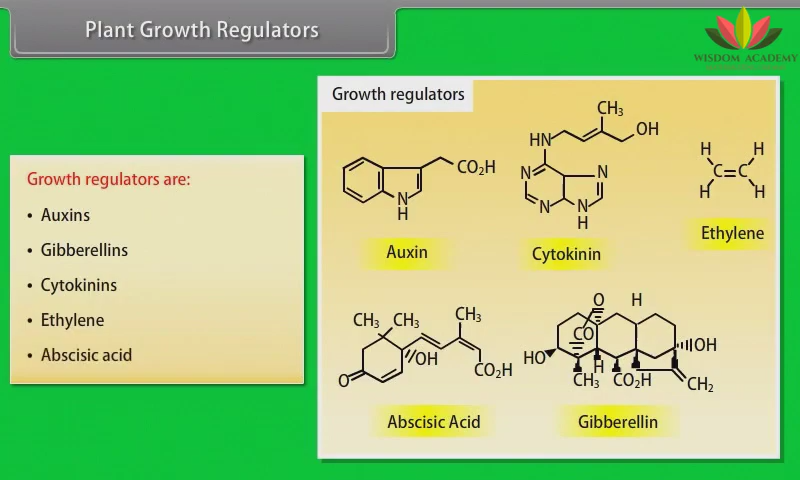 Plant Growth Regulators
WISDOM ACADEMY
Growth regulators are:
• Auxins
• Gibberellins
• Cytokinins
• Ethylene
• Abscisic acid
Growth regulators
CO₂H
N
H
Auxin
CH₃
HN
OH
N
N
N
N
H
Cytokinin
H H
C=C
H H
Ethylene
CH₃ CH₃
CH₃
OH
O
CO₂H
Abscisic Acid
O H
CO
HO
OH
H
CH₃ CO₂H
CH₂
Gibberellin